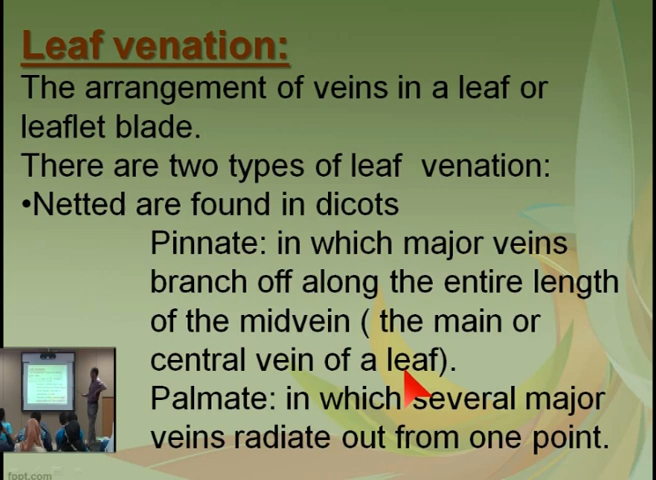 Leaf venation:
The arrangement of veins in a leaf or
leaflet blade.
There are two types of leaf venation:
•Netted are found in dicots
Pinnate: in which major veins
branch off along the entire length
of the midvein ( the main or
central vein of a leaf).
Palmate: in which several major
veins radiate out from one point.
fppt.com